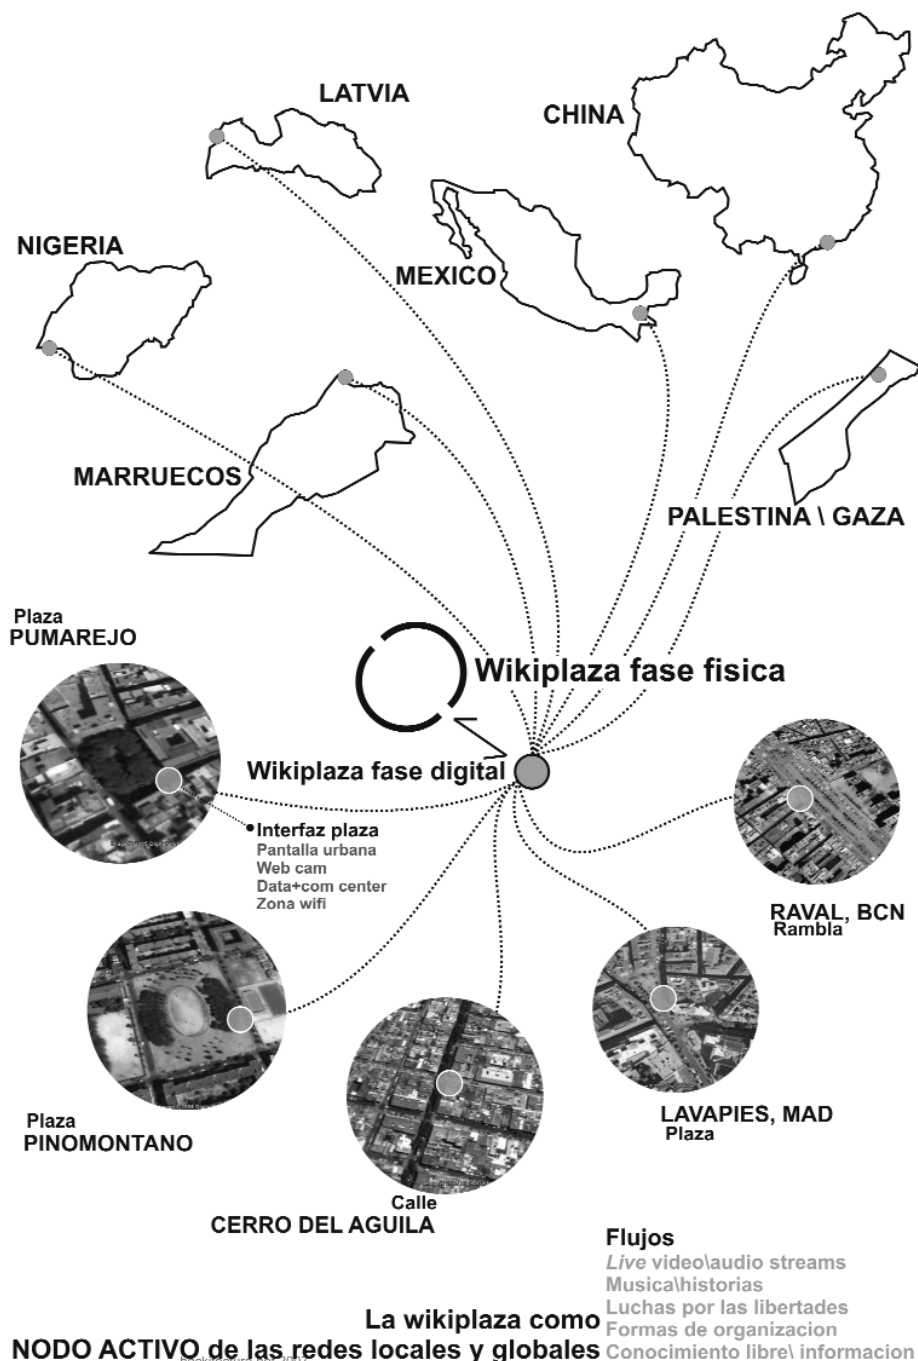 LATVIA
CHINA
NIGERIA
MEXICO
MARRUECOS
PALESTINA \ GAZA
Plaza
PUMAREJO
Wikiplaza fase fisica
Wikiplaza fase digital
Interfaz plaza
Pantalla urbana
Web cam
Data+com center
Zona wifi
RAVAL, BCN
Rambla
LAVAPIES, MAD
Plaza
Plaza
PINOMONTANO
Calle
CERRO DEL AGUILA
Flujos
Live video\audio streams
Musica\historias
Luchas por las libertades
Formas de organizacion
Conocimiento libre\ informacion
La wikiplaza como
NODO ACTIVO de las redes locales y globales